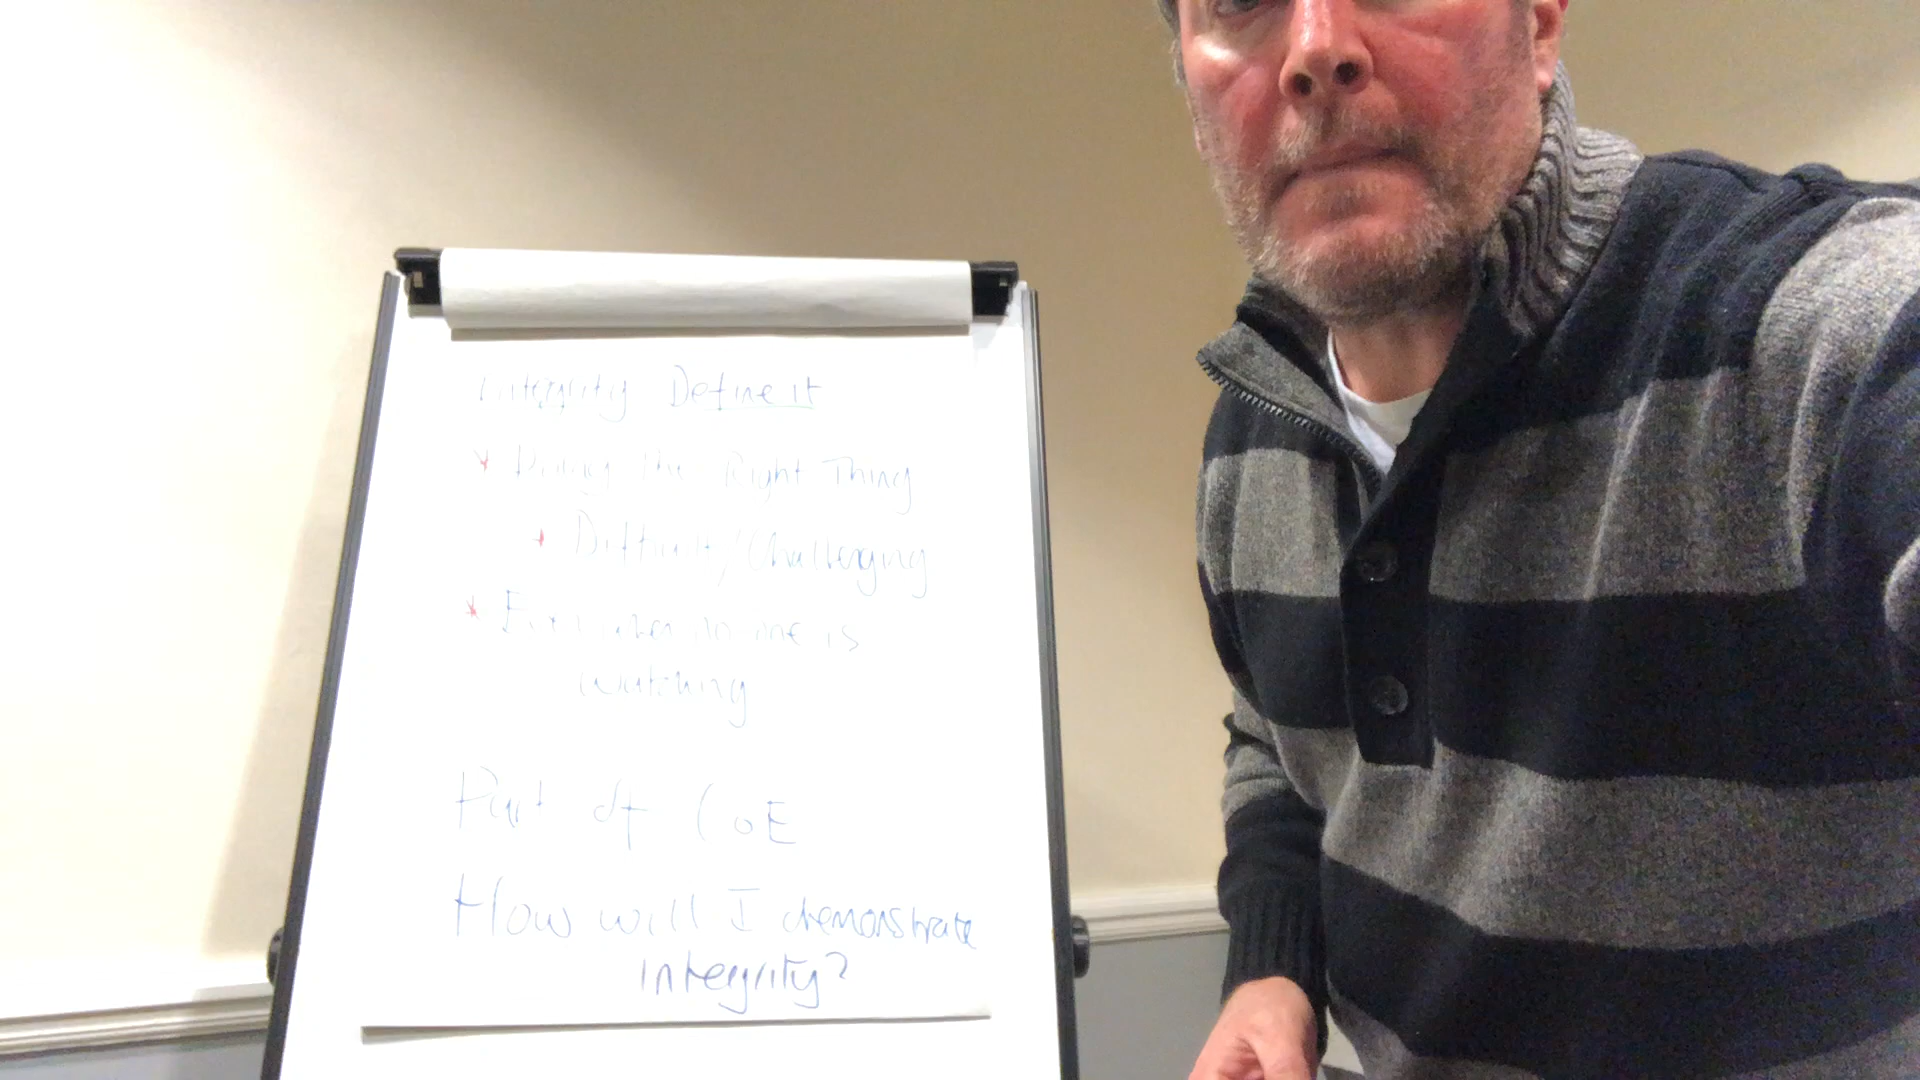 Integrity Define it
* Doing the Right Thing
* Difficult/Challenging
* Even when no one is
watching
Part of CoE
How will I demonstrate
integrity?